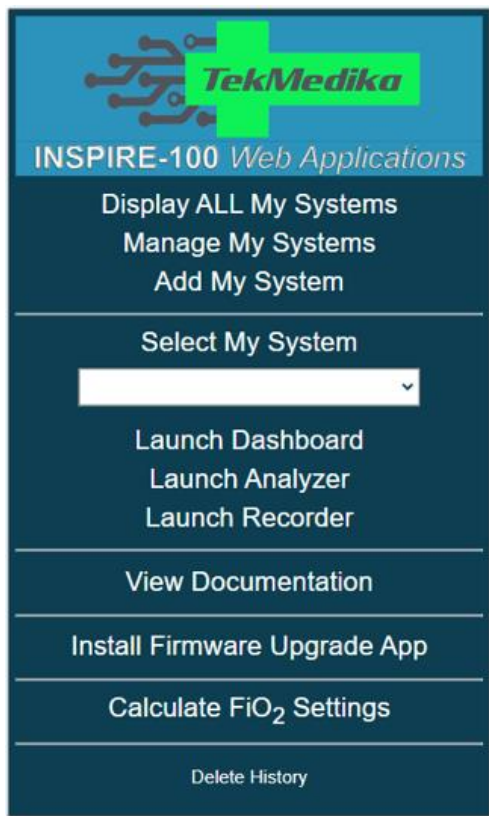 TekMedika
INSPIRE-100 Web Applications
Display ALL My Systems
Manage My Systems
Add My System
Select My System
Launch Dashboard
Launch Analyzer
Launch Recorder
View Documentation
Install Firmware Upgrade App
Calculate FiO₂ Settings
Delete History